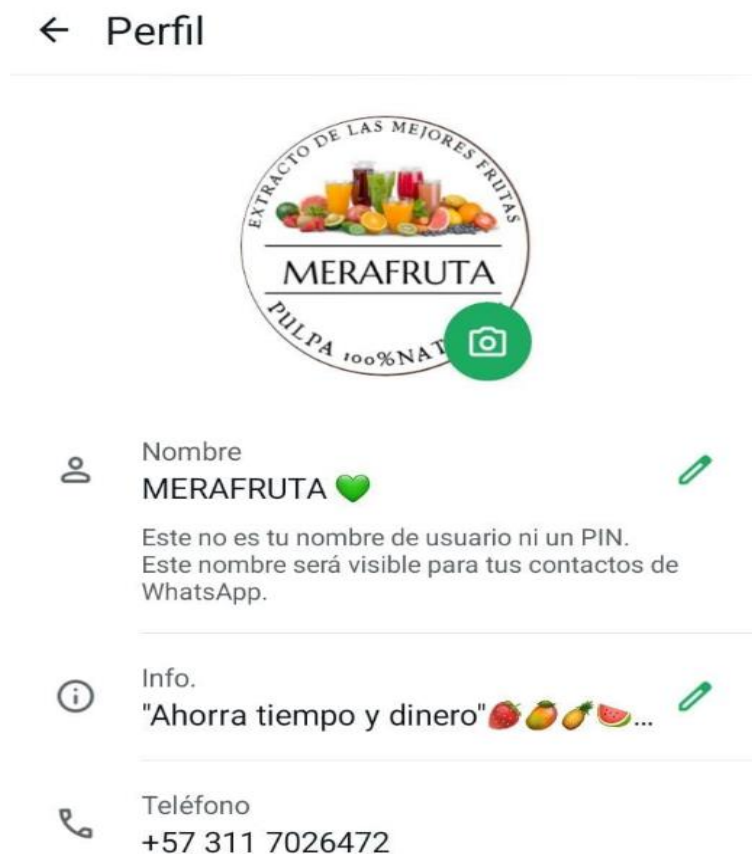 Perfil
EXTRACTO DE LAS MEJORES FRUTAS
MERAFRUTA
PULPA 100%NAT
Nombre
MERAFRUTA 💚
Este no es tu nombre de usuario ni un PIN.
Este nombre será visible para tus contactos de
WhatsApp.
Info.
"Ahorra tiempo y dinero"🍓🥭🍍🍉...
Teléfono
+57 311 7026472